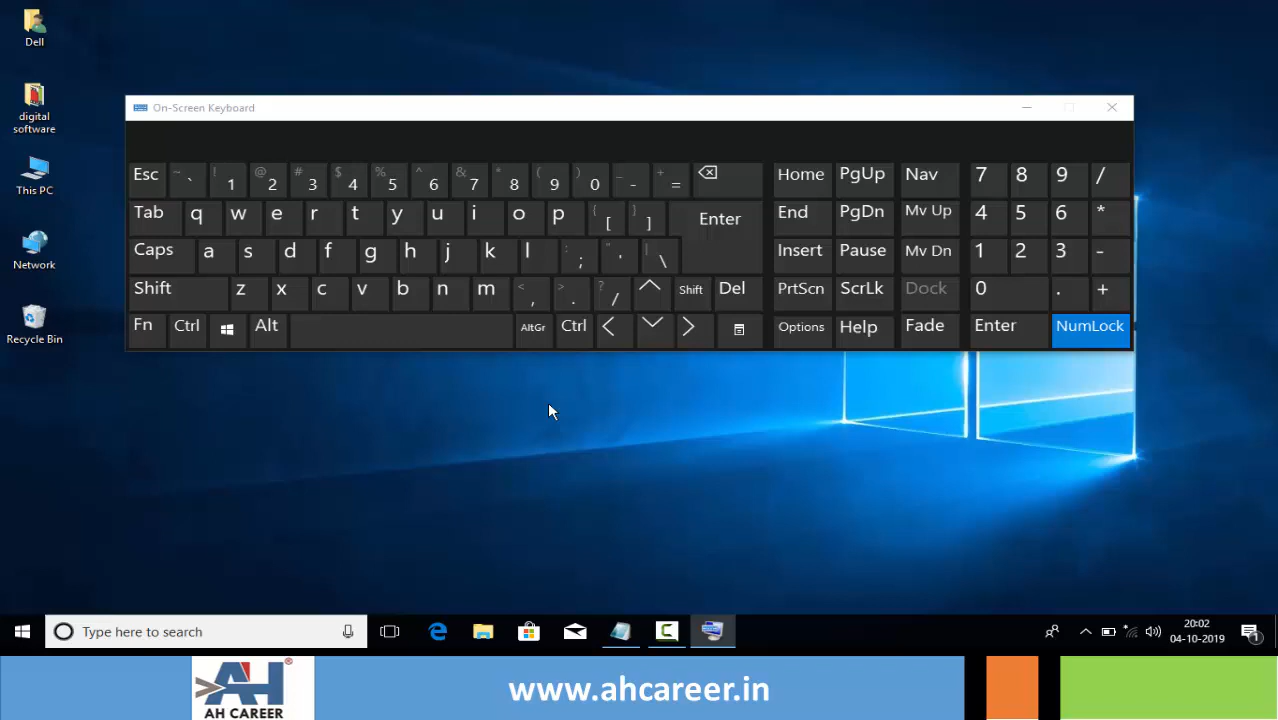 Dell
digital
software
This PC
Network
Recycle Bin
On-Screen Keyboard
Esc ~ ` ! 1 @ 2 # 3 $ 4 % 5 ^ 6 & 7 * 8 ( 9 ) 0 _ - + = Home PgUp Nav 7 8 9 /
Tab q w e r t y u i o p { [ } ] Enter End PgDn Mv Up 4 5 6 *
Caps a s d f g h j k l : ; " ' | \ Insert Pause Mv Dn 1 2 3 -
Shift z x c v b n m < , > . ? / Shift Del PrtScn ScrLk Dock 0 . +
Fn Ctrl Alt AltGr Ctrl Options Help Fade Enter NumLock
Type here to search
20:02
04-10-2019
1
AH
®
AH CAREER
www.ahcareer.in